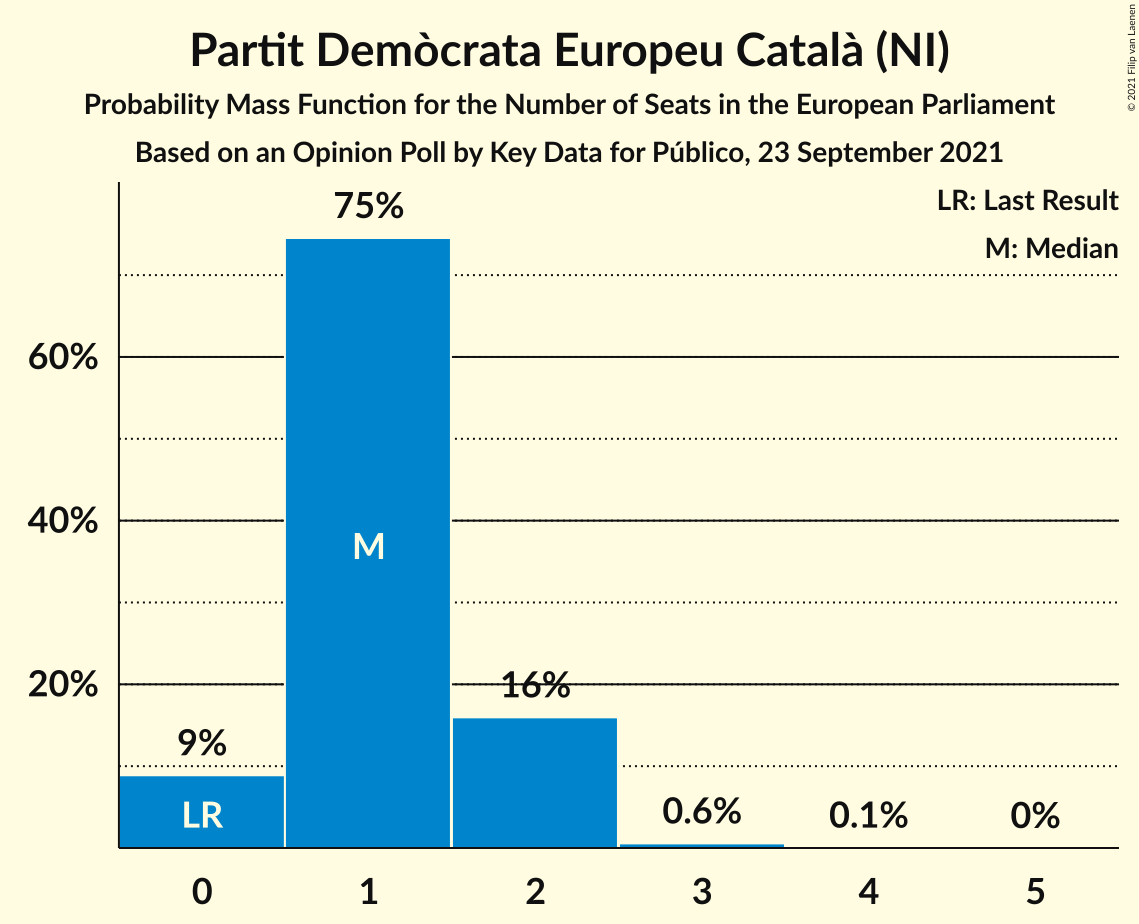 Partit Demòcrata Europeu Català (NI)
Probability Mass Function for the Number of Seats in the European Parliament
Based on an Opinion Poll by Key Data for Público, 23 September 2021
© 2021 Filip van Laenen
LR: Last Result
M: Median
75%
60%
40%
M
20%
16%
9%
LR
0.6%
0.1%
0%
0 1 2 3 4 5